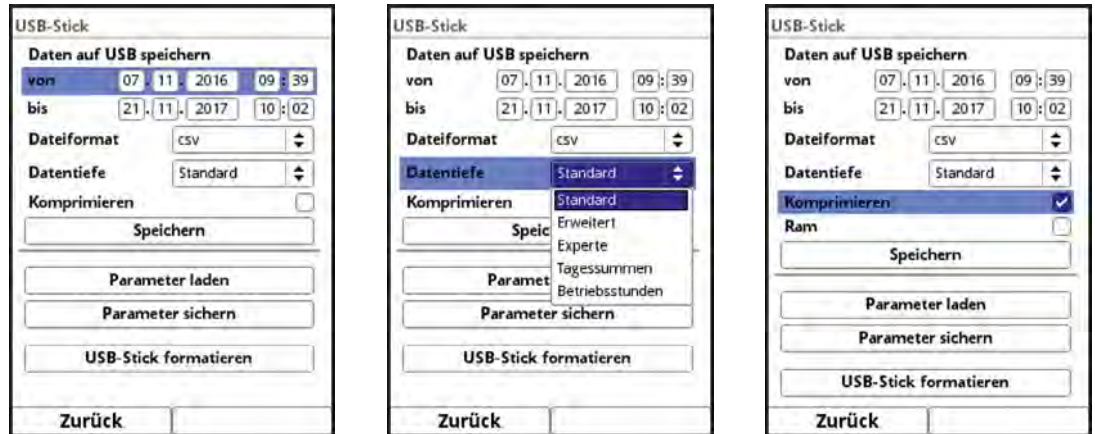 USB-Stick
Daten auf USB speichern
von 07. 11. 2016 09:39
bis 21. 11. 2017 10:02
Dateiformat csv
Datentiefe Standard
Komprimieren
Speichern
Parameter laden
Parameter sichern
USB-Stick formatieren
Zurück
USB-Stick
Daten auf USB speichern
von 07. 11. 2016 09:39
bis 21. 11. 2017 10:02
Dateiformat csv
Datentiefe Standard
Komprimieren Standard
Erweitert
Speic
Experte
Tagessummen
Paramet
Betriebsstunden
Parameter sichern
USB-Stick formatieren
Zurück
USB-Stick
Daten auf USB speichern
von 07. 11. 2016 09:39
bis 21. 11. 2017 10:02
Dateiformat csv
Datentiefe Standard
Komprimieren
Ram
Speichern
Parameter laden
Parameter sichern
USB-Stick formatieren
Zurück